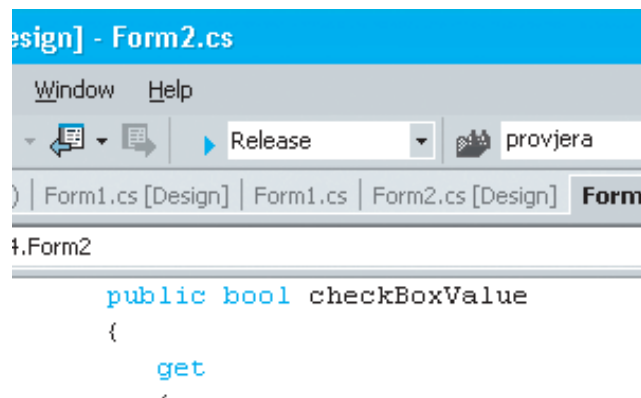 esign] - Form2.cs
Window Help
Release provjera
) Form1.cs [Design] Form1.cs Form2.cs [Design] Form
4.Form2
public bool checkBoxValue
{
get
{